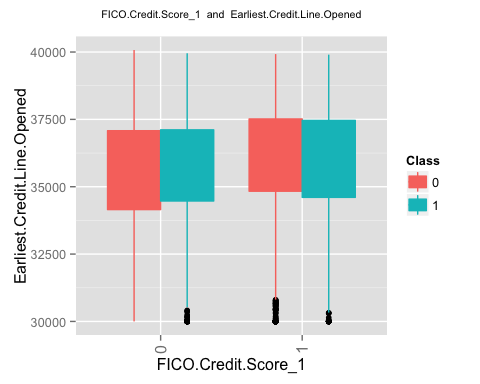 FICO.Credit.Score_1 and Earliest.Credit.Line.Opened
40000
37500
35000
32500
30000
Earliest.Credit.Line.Opened
0
1
FICO.Credit.Score_1
Class
0
1